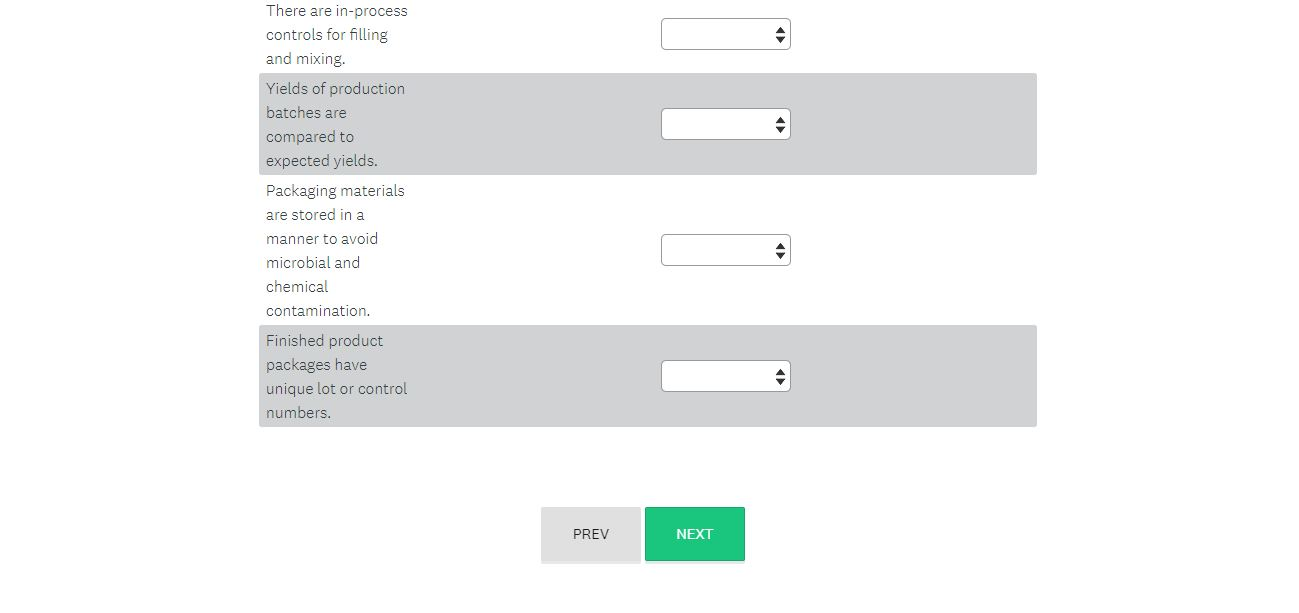 There are in-process
controls for filling
and mixing.
Yields of production
batches are
compared to
expected yields.
Packaging materials
are stored in a
manner to avoid
microbial and
chemical
contamination.
Finished product
packages have
unique lot or control
numbers.
PREV
NEXT